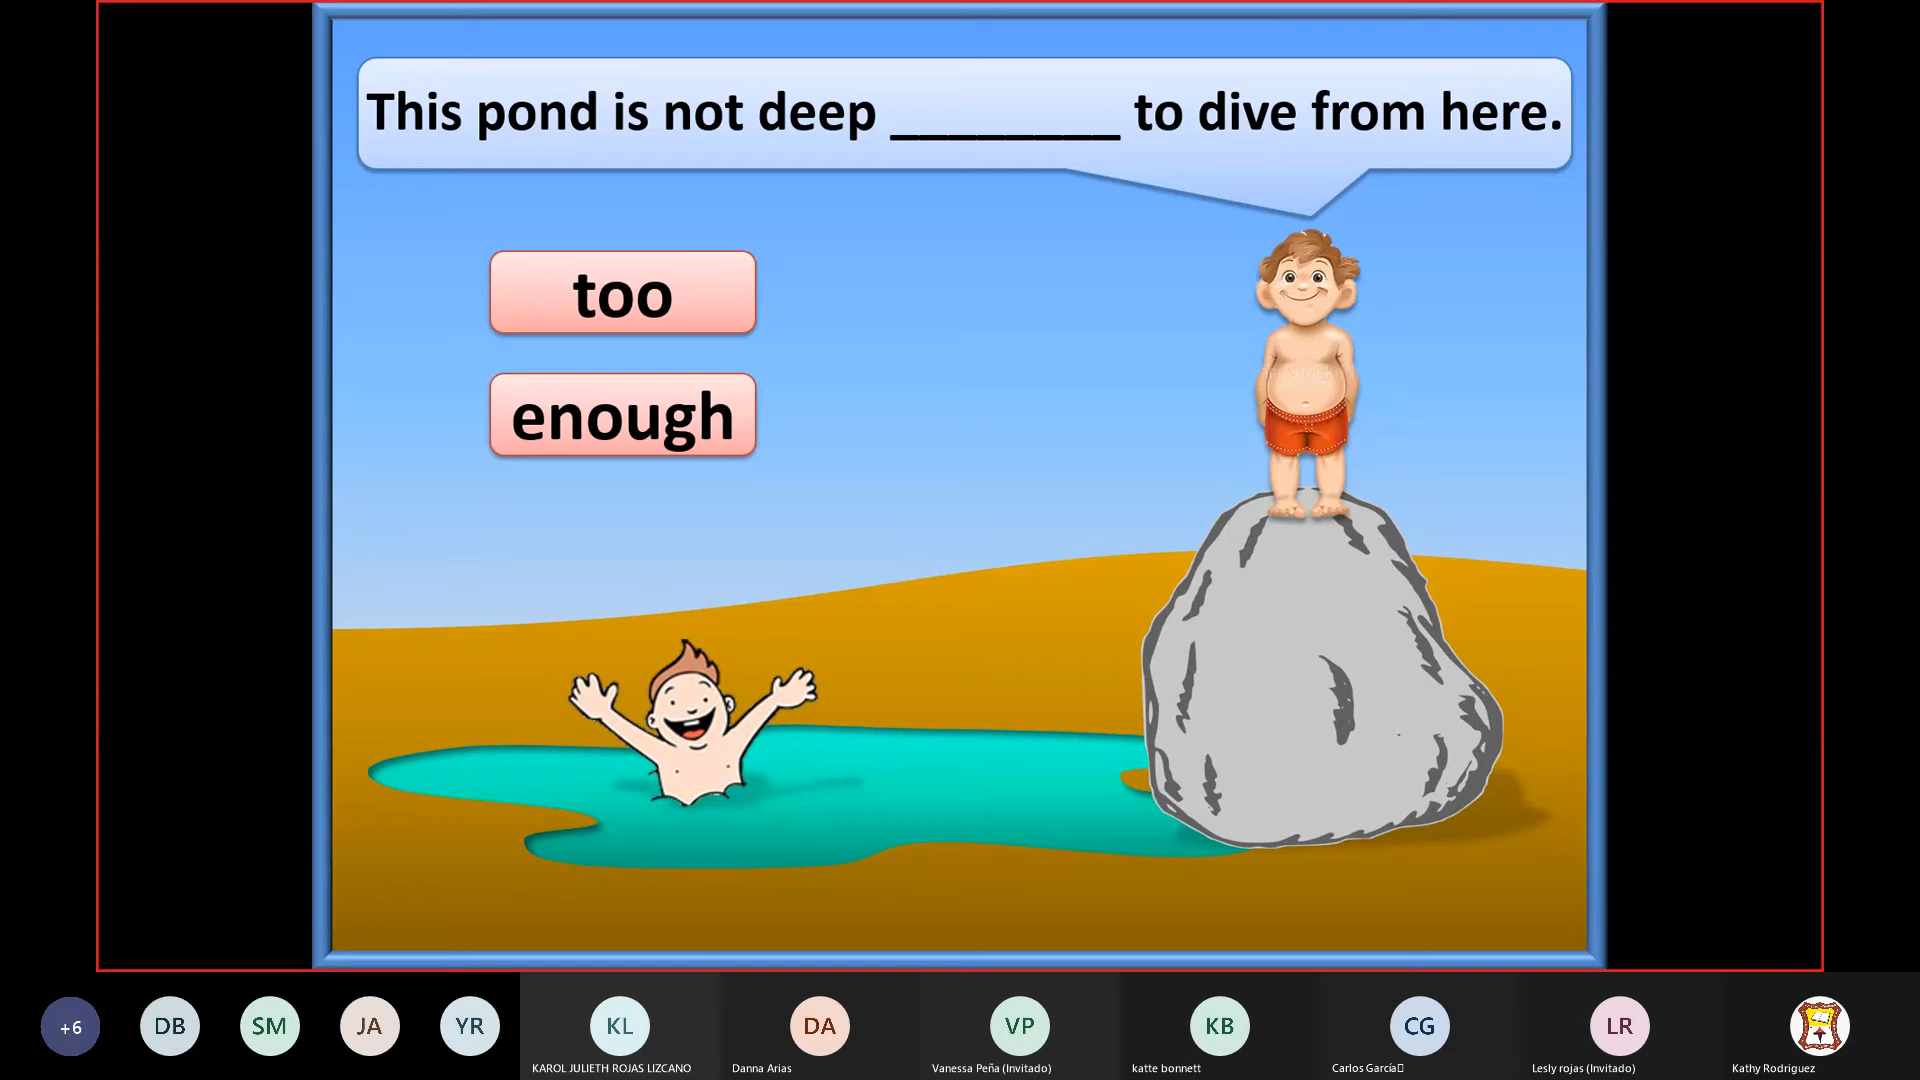 This pond is not deep ________ to dive from here.
too
enough
+6
DB
SM
JA
YR
KL
DA
VP
KB
CG
LR
KAROL JULIETH ROJAS LIZCANO
Danna Arias
Vanessa Peña (Invitado)
katte bonnett
Carlos García
Lesly rojas (Invitado)
Kathy Rodriguez